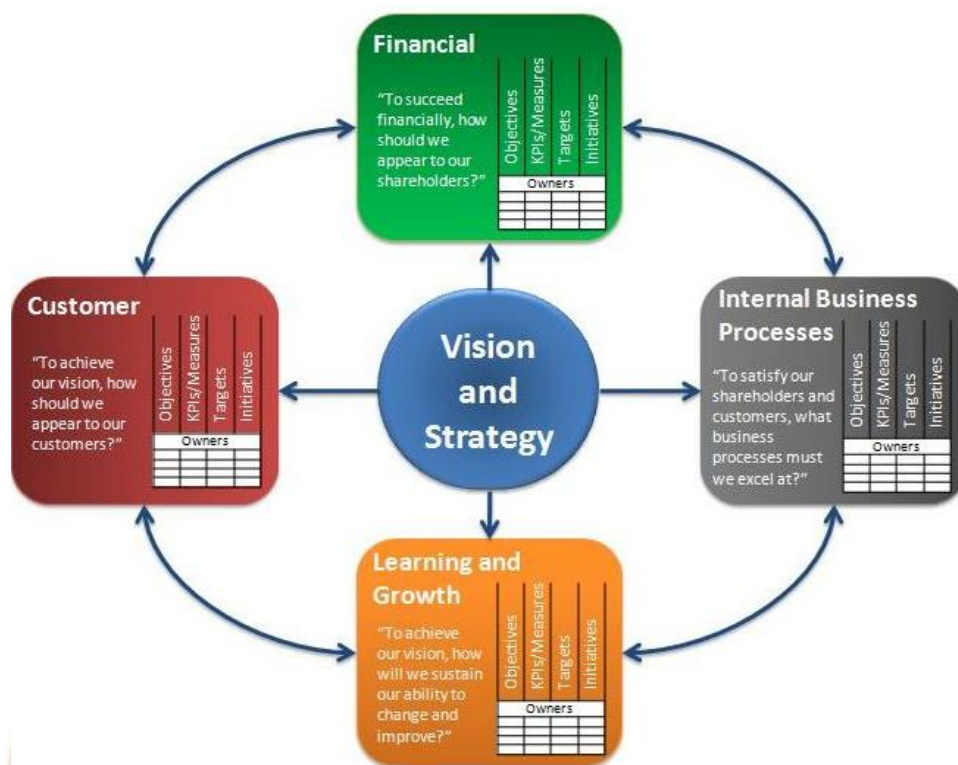 Financial
“To succeed
financially, how
should we
appear to our
shareholders?”
Objectives
KPIs/Measures
Targets
Initiatives
Owners
Customer
“To achieve
our vision, how
should we
appear to our
customers?”
Objectives
KPIs/Measures
Targets
Initiatives
Owners
Vision
and
Strategy
Internal Business
Processes
“To satisfy our
shareholders and
customers, what
business
processes must
we excel at?”
Objectives
KPIs/Measures
Targets
Initiatives
Owners
Learning and
Growth
“To achieve
our vision, how
will we sustain
our ability to
change and
improve?”
Objectives
KPIs/Measures
Targets
Initiatives
Owners